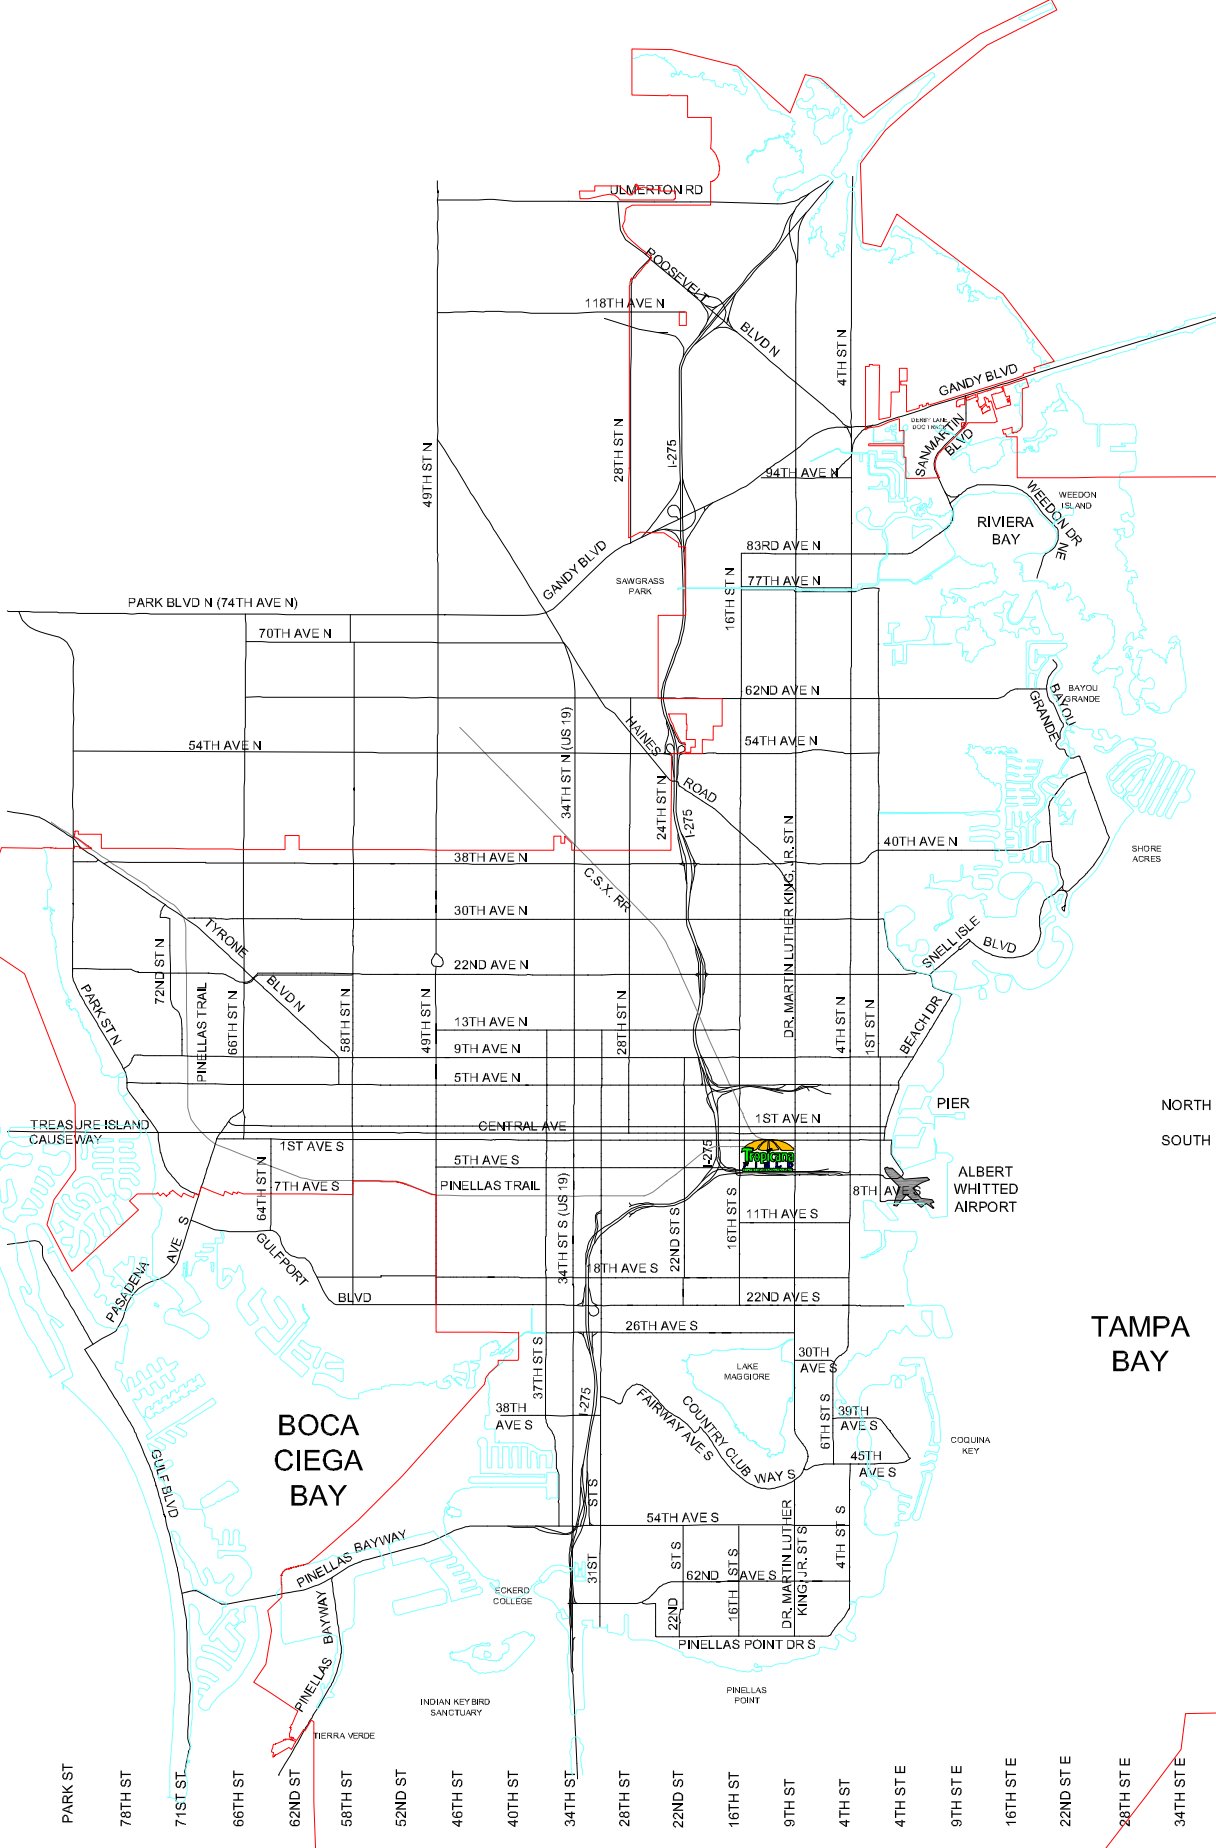 ULMERTON RD
ROOSEVELT
BLVD N
118TH AVE N
4TH ST N
GANDY BLVD
DERBY LANE
DOG TRACK
SANMARTIN
BLVD
28TH ST N
I-275
49TH ST N
94TH AVE N
WEEDON
ISLAND
WEEDON DR
NE
RIVIERA
BAY
83RD AVE N
GANDY BLVD
SAWGRASS
PARK
77TH AVE N
16TH ST N
PARK BLVD N (74TH AVE N)
70TH AVE N
62ND AVE N
BAYOU
GRANDE
BAYOU
GRANDE
34TH ST N (US 19)
HAINES
ROAD
54TH AVE N
54TH AVE N
24TH ST N
I-275
40TH AVE N
SHORE
ACRES
38TH AVE N
C.S.X. RR
DR. MARTIN LUTHER KING, JR. ST N
30TH AVE N
TYRONE
BLVD N
SNELL ISLE
BLVD
22ND AVE N
72ND ST N
PINELLAS TRAIL
66TH ST N
58TH ST N
49TH ST N
28TH ST N
4TH ST N
1ST ST N
BEACH DR
PARK ST N
13TH AVE N
9TH AVE N
5TH AVE N
PIER
NORTH
SOUTH
TREASURE ISLAND
CAUSEWAY
CENTRAL AVE
1ST AVE N
1ST AVE S
I-275
Tropicana
FIELD
5TH AVE S
64TH ST N
7TH AVE S
PINELLAS TRAIL
8TH AVE S
ALBERT
WHITTED
AIRPORT
34TH ST S (US 19)
22ND ST S
16TH ST S
11TH AVE S
PASADENA
AVE S
GULFPORT
BLVD
18TH AVE S
22ND AVE S
26TH AVE S
TAMPA
BAY
30TH
AVE S
LAKE
MAGGIORE
37TH ST S
I-275
38TH
AVE S
FAIRWAY AVE S
COUNTRY CLUB
WAY S
6TH ST S
39TH
AVE S
45TH
AVE S
COQUINA
KEY
BOCA
CIEGA
BAY
GULF BLVD
31ST
ST S
54TH AVE S
PINELLAS BAYWAY
22ND
ST S
16TH ST S
DR. MARTIN LUTHER
KING, JR. ST S
4TH ST S
62ND AVE S
ECKERD
COLLEGE
PINELLAS BAYWAY
PINELLAS POINT DR S
PINELLAS
POINT
INDIAN KEY BIRD
SANCTUARY
TIERRA VERDE
PARK ST
78TH ST
71ST ST
66TH ST
62ND ST
58TH ST
52ND ST
46TH ST
40TH ST
34TH ST
28TH ST
22ND ST
16TH ST
9TH ST
4TH ST
4TH ST E
9TH ST E
16TH ST E
22ND ST E
28TH ST E
34TH ST E